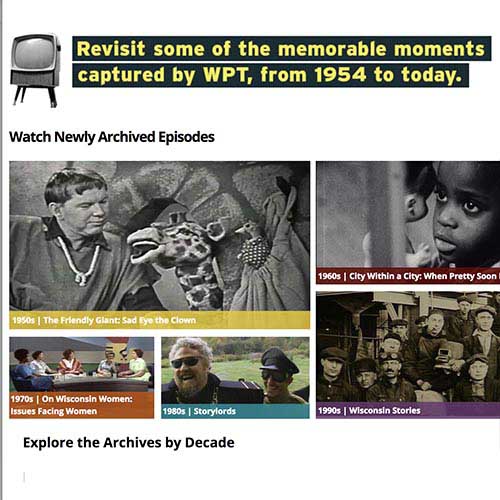 Revisit some of the memorable moments
captured by WPT, from 1954 to today.
Watch Newly Archived Episodes
1950s | The Friendly Giant: Sad Eye the Clown
1960s | City Within a City: When Pretty Soon
1970s | On Wisconsin Women:
Issues Facing Women
1980s | Storylords
1990s | Wisconsin Stories
Explore the Archives by Decade